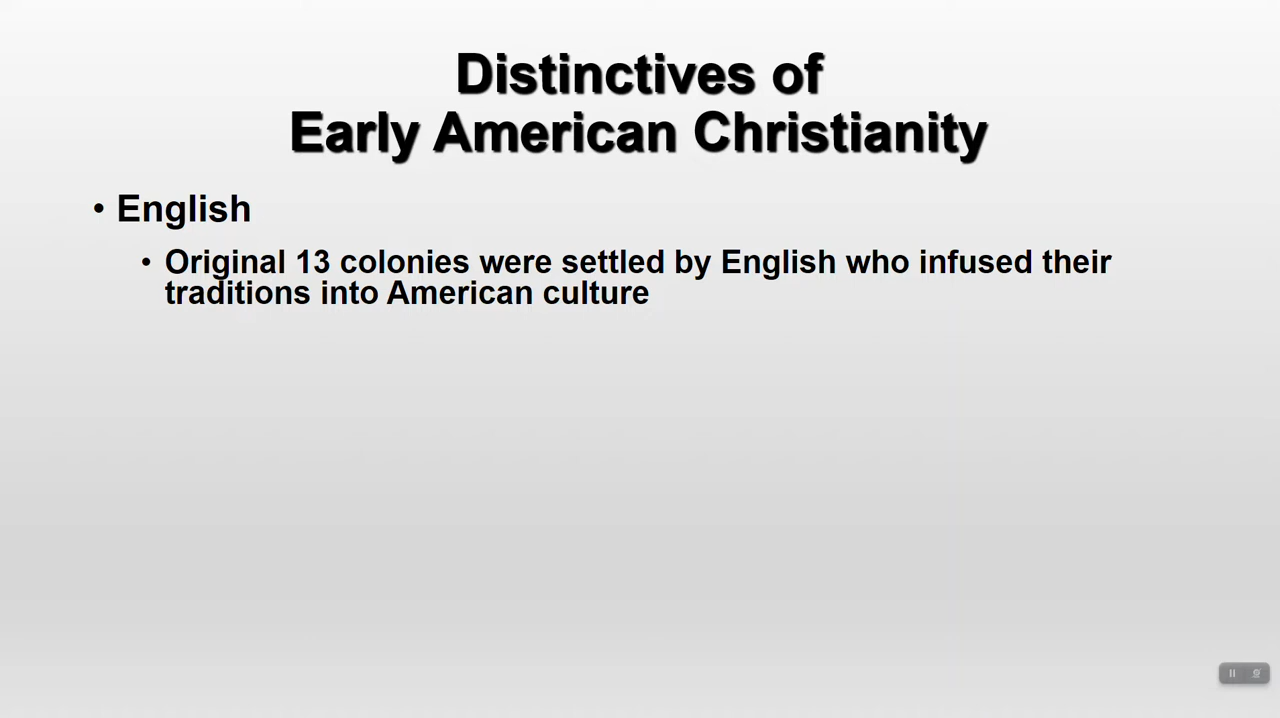 Distinctives of
Early American Christianity
• English
• Original 13 colonies were settled by English who infused their
traditions into American culture